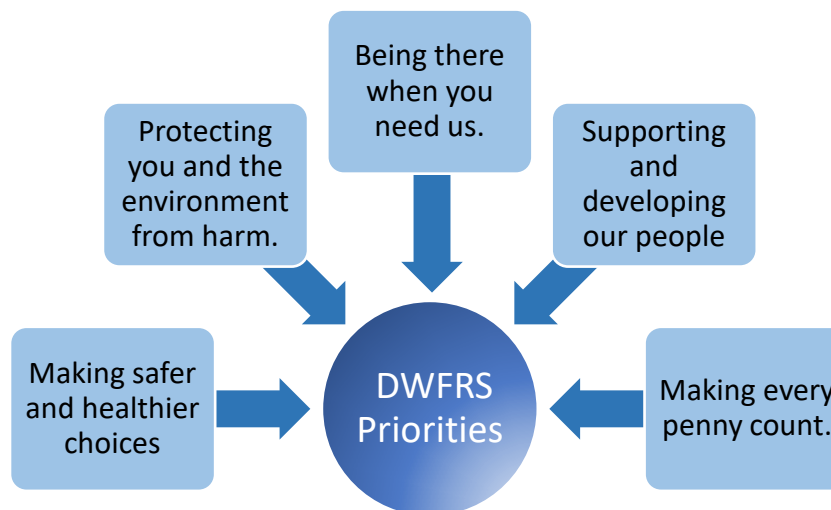 Making safer
and healthier
choices
Protecting
you and the
environment
from harm.
Being there
when you
need us.
Supporting
and
developing
our people
Making every
penny count.
DWFRS
Priorities